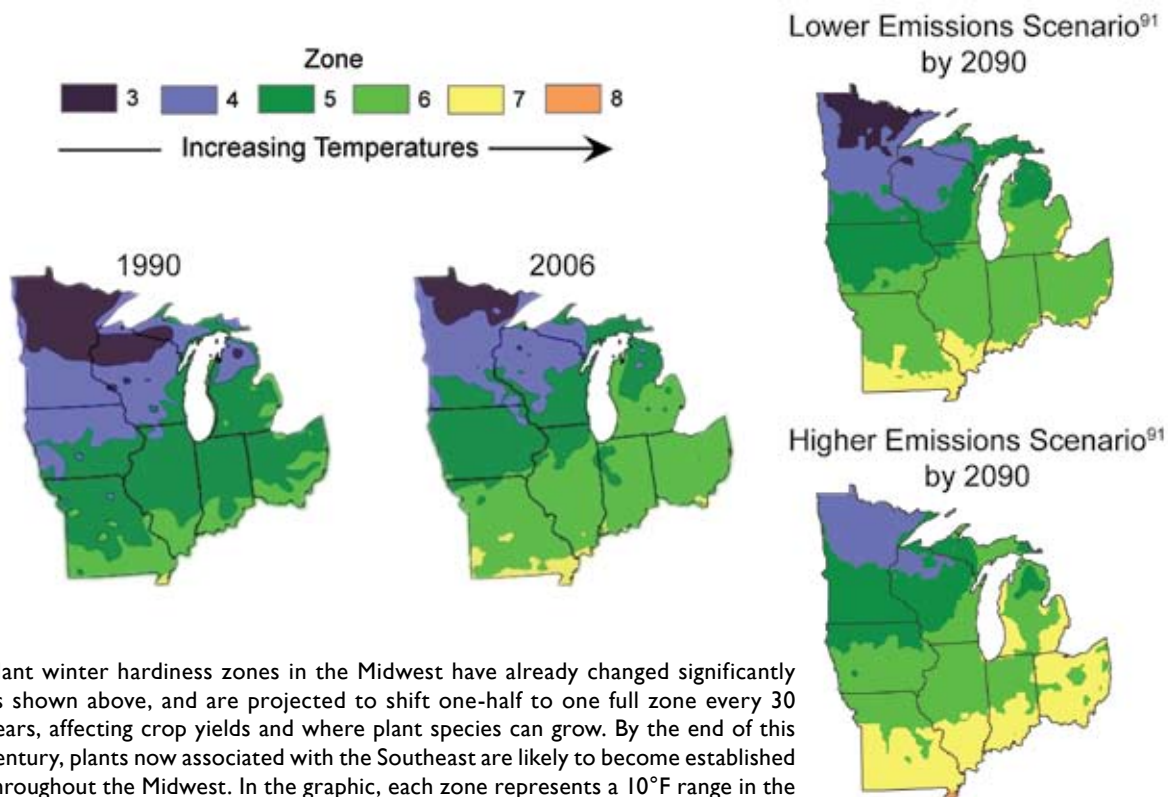 Zone
3 4 5 6 7 8
Increasing Temperatures
1990
2006
Lower Emissions Scenario91
by 2090
Higher Emissions Scenario91
by 2090
ant winter hardiness zones in the Midwest have already changed significantly
s shown above, and are projected to shift one-half to one full zone every 30
ears, affecting crop yields and where plant species can grow. By the end of this
entury, plants now associated with the Southeast are likely to become established
hroughout the Midwest. In the graphic, each zone represents a 10°F range in the